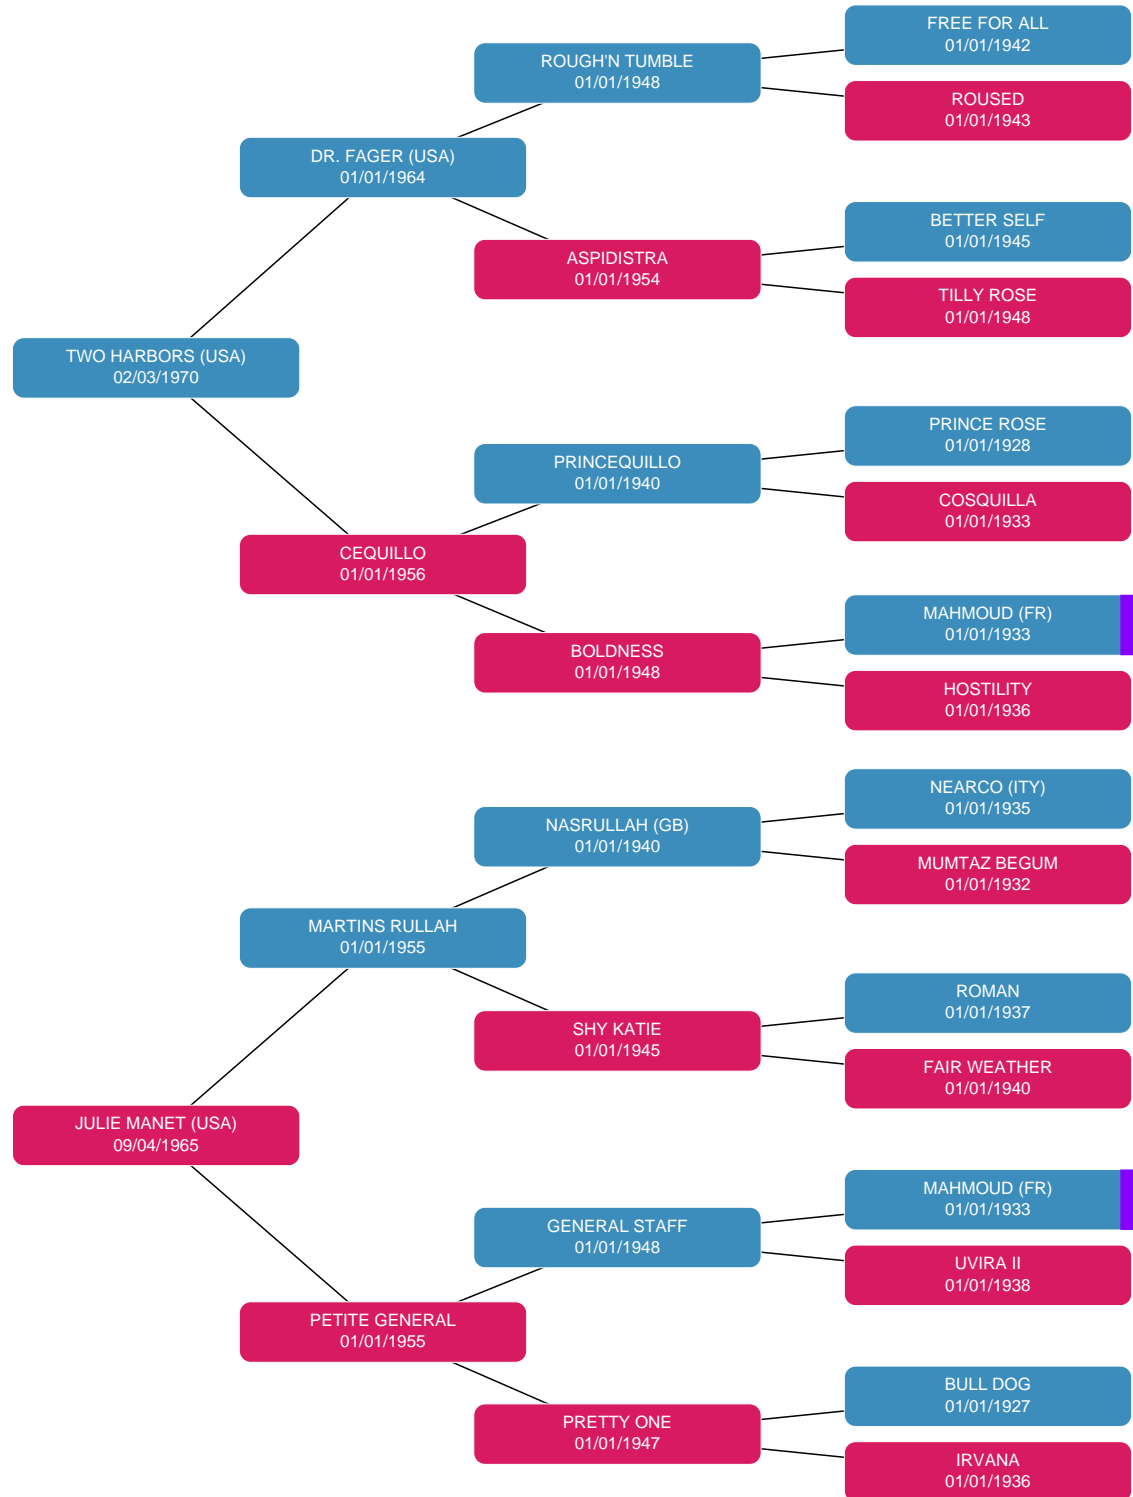 FREE FOR ALL
01/01/1942
ROUGH'N TUMBLE
01/01/1948
ROUSED
01/01/1943
DR. FAGER (USA)
01/01/1964
BETTER SELF
01/01/1945
ASPIDISTRA
01/01/1954
TILLY ROSE
01/01/1948
TWO HARBORS (USA)
02/03/1970
PRINCE ROSE
01/01/1928
PRINCEQUILLO
01/01/1940
COSQUILLA
01/01/1933
CEQUILLO
01/01/1956
MAHMOUD (FR)
01/01/1933
BOLDNESS
01/01/1948
HOSTILITY
01/01/1936
NEARCO (ITY)
01/01/1935
NASRULLAH (GB)
01/01/1940
MUMTAZ BEGUM
01/01/1932
MARTINS RULLAH
01/01/1955
ROMAN
01/01/1937
SHY KATIE
01/01/1945
FAIR WEATHER
01/01/1940
JULIE MANET (USA)
09/04/1965
MAHMOUD (FR)
01/01/1933
GENERAL STAFF
01/01/1948
UVIRA II
01/01/1938
PETITE GENERAL
01/01/1955
BULL DOG
01/01/1927
PRETTY ONE
01/01/1947
IRVANA
01/01/1936